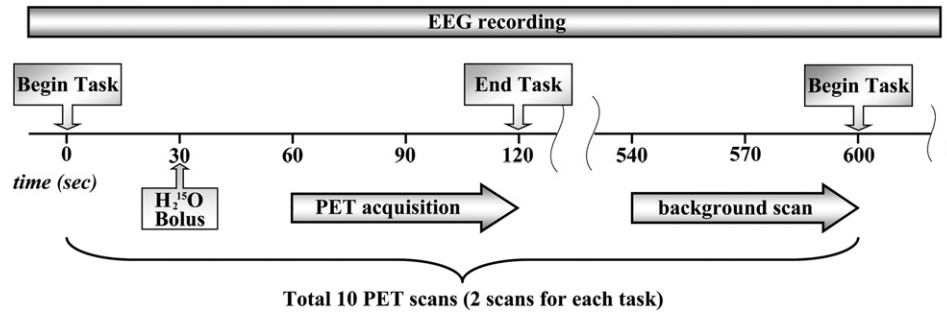 EEG recording
Begin Task
End Task
Begin Task
0
30
60
90
120
540
570
600
time (sec)
H₂¹⁵O
Bolus
PET acquisition
background scan
Total 10 PET scans (2 scans for each task)